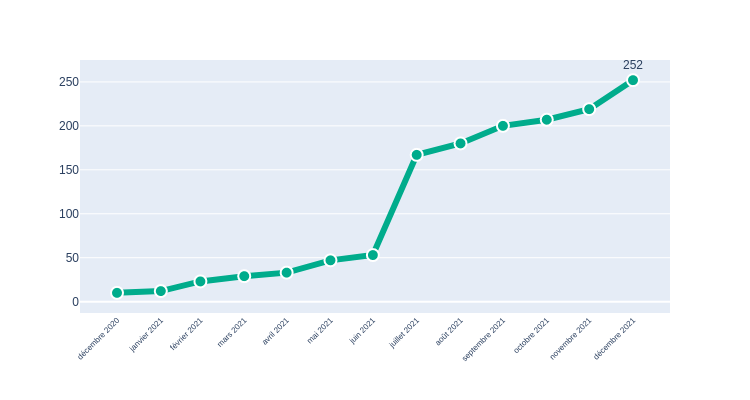 252
250
200
150
100
50
0
décembre 2020
janvier 2021
février 2021
mars 2021
avril 2021
mai 2021
juin 2021
juillet 2021
août 2021
septembre 2021
octobre 2021
novembre 2021
décembre 2021